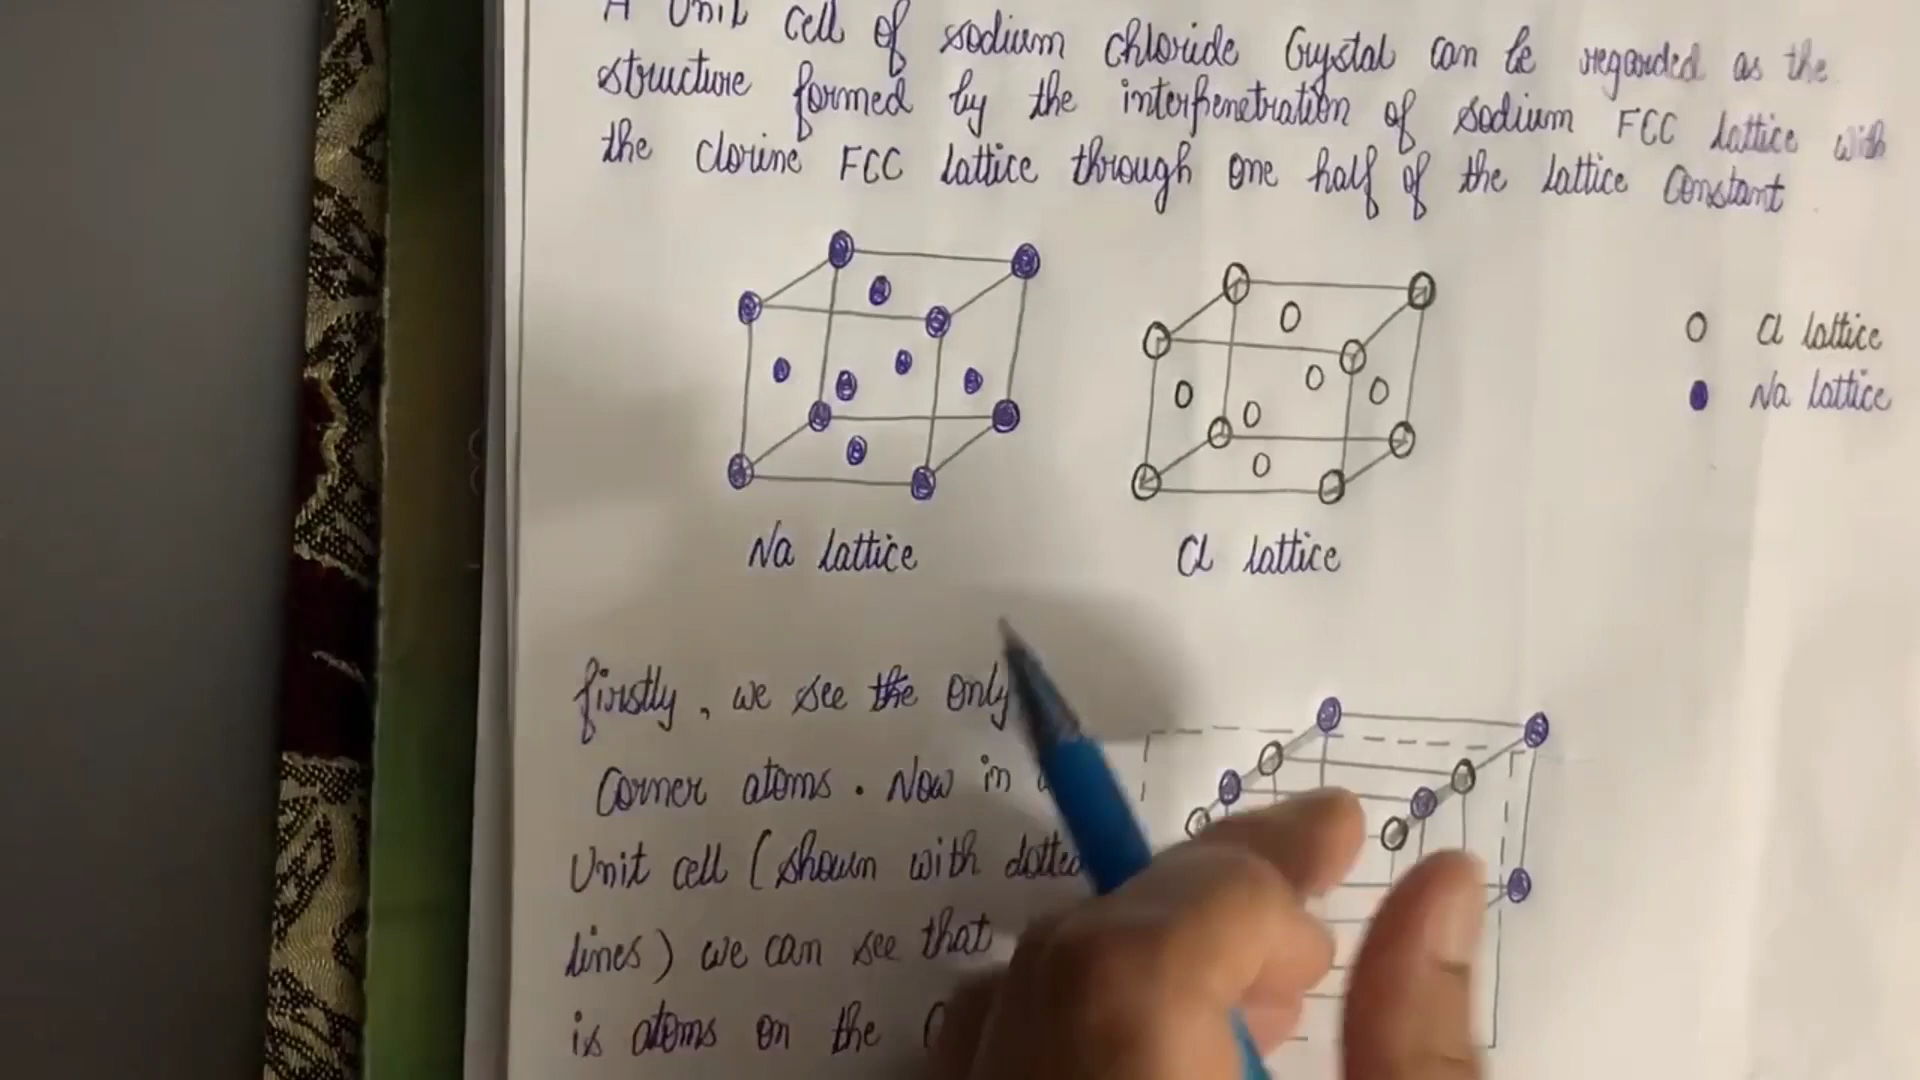 A Unit cell of sodium chloride Crystal can be regarded as the
structure formed by the interpenetration of sodium FCC lattice with
the clorine FCC lattice through one half of the lattice Constant
Cl lattice
Na lattice
Na lattice
Cl lattice
firstly, we see the only
Corner atoms. Now in
Unit cell (shown with dotted
lines) we can see that
is atoms on the